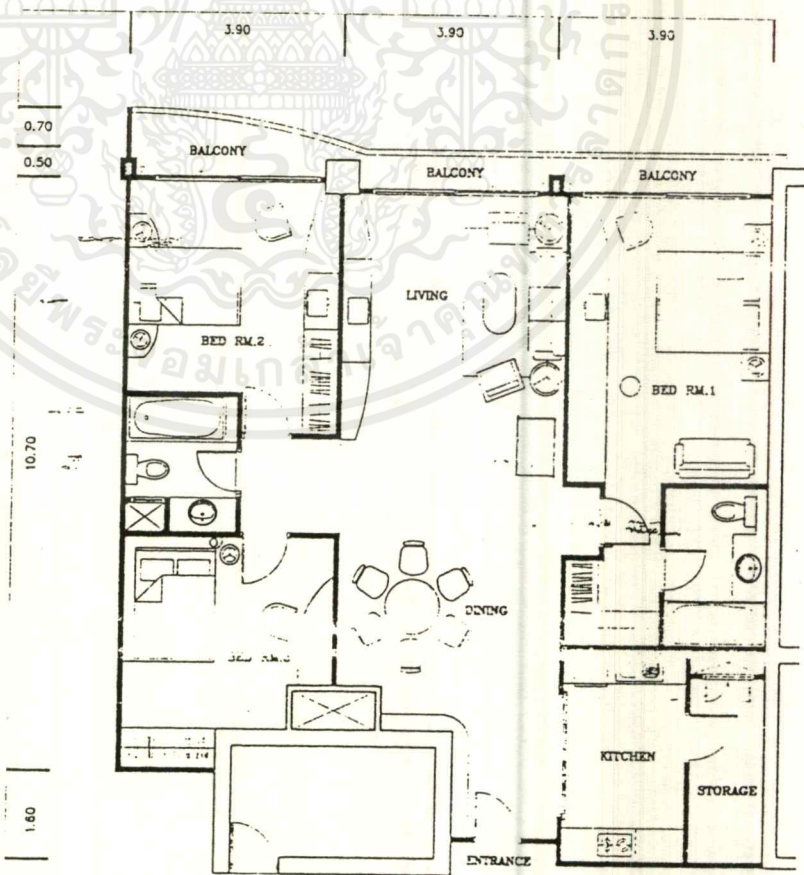 3.90
3.90
3.90
0.70
0.50
BALCONY
BALCONY
BALCONY
LIVING
BED RM.2
BED RM.1
10.70
DINING
KITCHEN
STORAGE
1.60
ENTRANCE